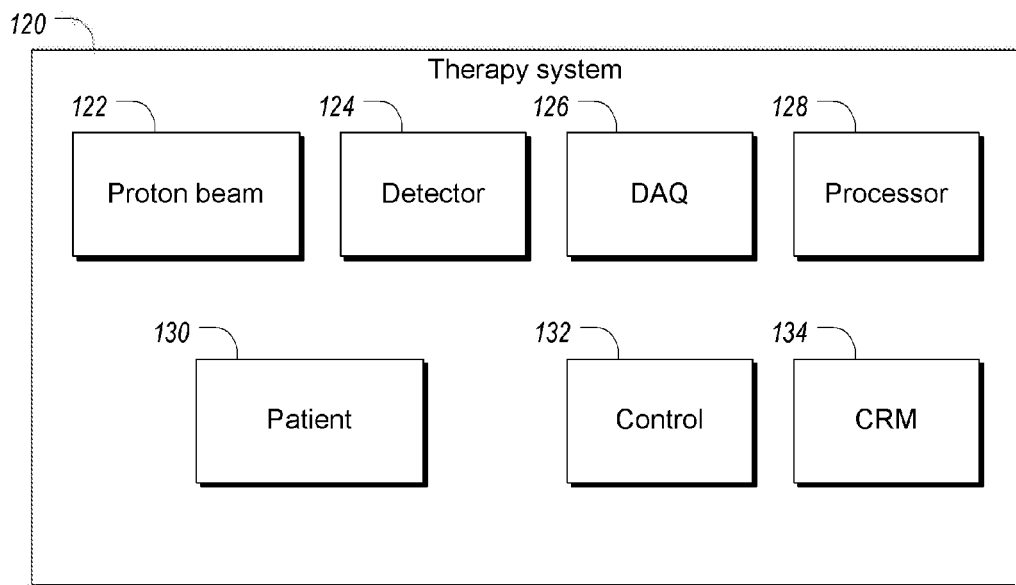 120
Therapy system
122 124 126 128
Proton beam Detector DAQ Processor
130 132 134
Patient Control CRM